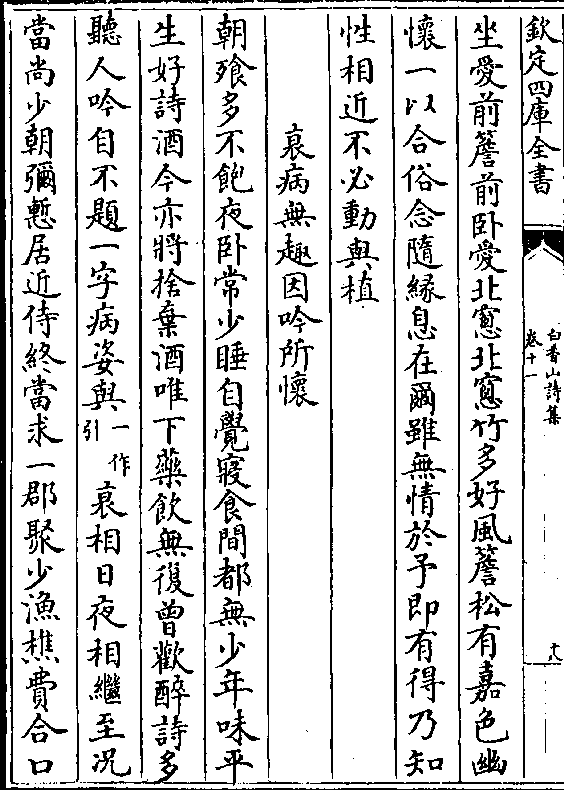 欽定四庫全書
白香山詩集
卷十一
十八
坐愛前簷前卧愛北窻北窻竹多好風簷松有嘉色幽
懷一以合俗念隨緣息在爾雖無情於予即有得乃知
性相近不必動與植
衰病無趣因吟所懷
朝飱多不飽夜卧常少睡自覺寢食間都無少年味平
生好詩酒今亦將捨棄酒唯下藥飲無復曾歡醉詩多
聽人吟自不題一字病姿與一作引衰相日夜相繼至况
當尚少朝彌慙居近侍終當求一郡聚少漁樵費合口